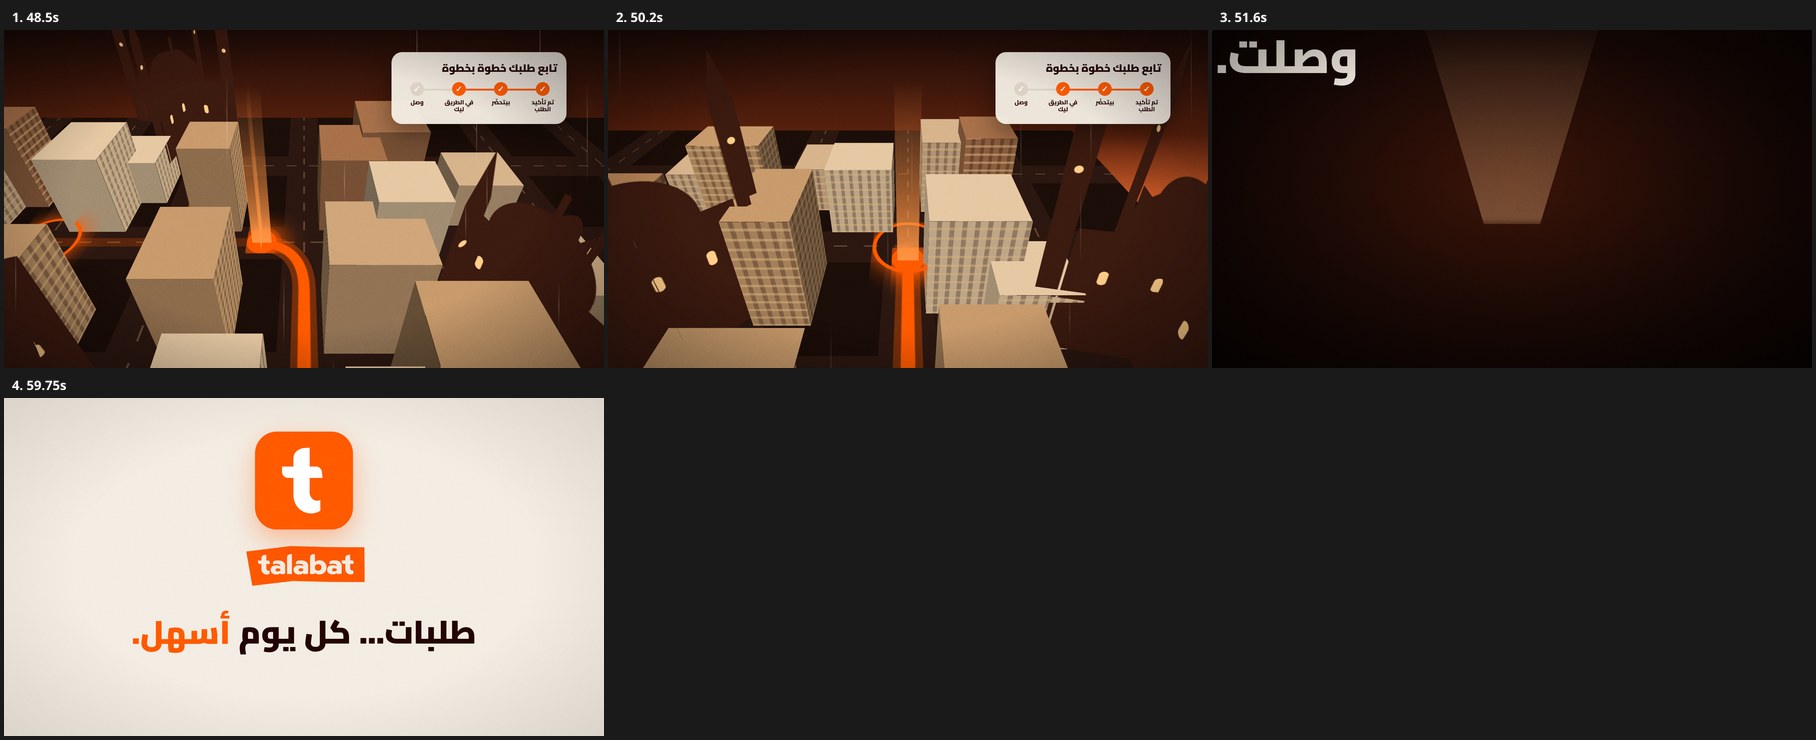 1. 48.5s
تابع طلبك خطوة بخطوة
تم تأكيد الطلب
بيتحضّر
في الطريق ليك
وصل
2. 50.2s
تابع طلبك خطوة بخطوة
تم تأكيد الطلب
بيتحضّر
في الطريق ليك
وصل
3. 51.6s
وصلت.
4. 59.75s
t
talabat
طلبات... كل يوم أسهل.